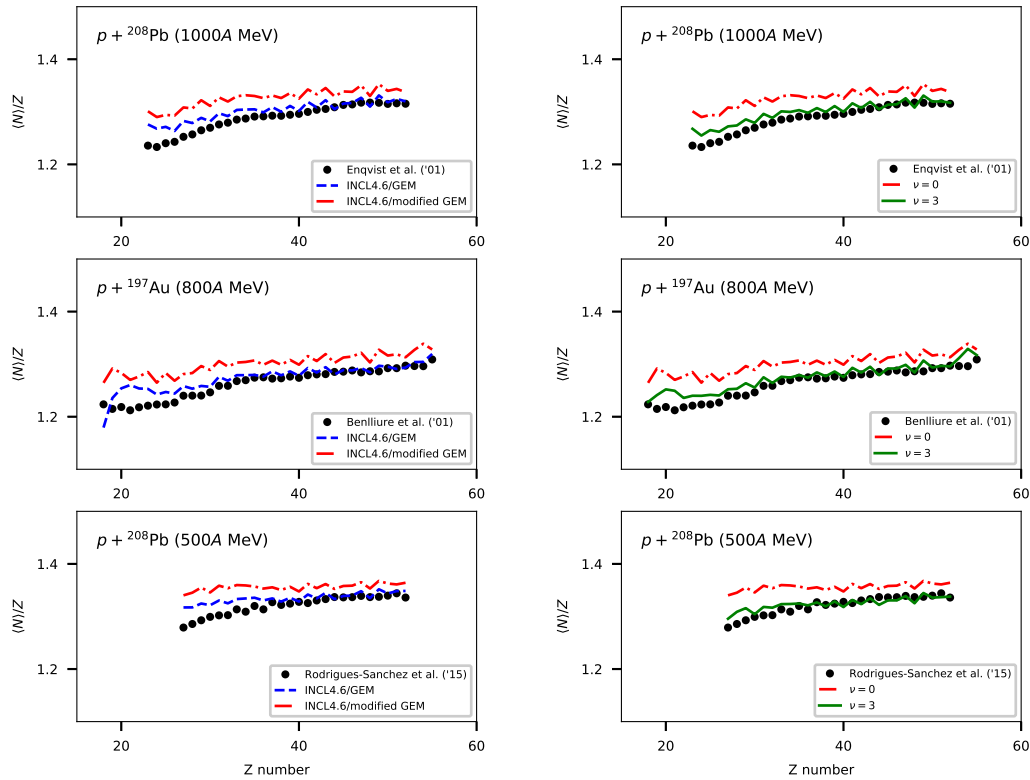 p + ²⁰⁸Pb (1000A MeV)
⟨N⟩/Z
1.4
1.2
20 40 60
Enqvist et al. ('01)
INCL4.6/GEM
INCL4.6/modified GEM
p + ²⁰⁸Pb (1000A MeV)
⟨N⟩/Z
1.4
1.2
20 40 60
Enqvist et al. ('01)
ν = 0
ν = 3
p + ¹⁹⁷Au (800A MeV)
⟨N⟩/Z
1.4
1.2
20 40 60
Benlliure et al. ('01)
INCL4.6/GEM
INCL4.6/modified GEM
p + ¹⁹⁷Au (800A MeV)
⟨N⟩/Z
1.4
1.2
20 40 60
Benlliure et al. ('01)
ν = 0
ν = 3
p + ²⁰⁸Pb (500A MeV)
⟨N⟩/Z
1.4
1.2
20 40 60
Z number
Rodrigues-Sanchez et al. ('15)
INCL4.6/GEM
INCL4.6/modified GEM
p + ²⁰⁸Pb (500A MeV)
⟨N⟩/Z
1.4
1.2
20 40 60
Z number
Rodrigues-Sanchez et al. ('15)
ν = 0
ν = 3